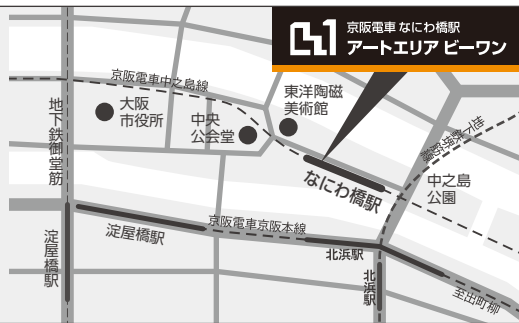 京阪電車 なにわ橋駅
アートエリア ビーワン
京阪電車中之島線
大阪
市役所
中央
公会堂
東洋陶磁
美術館
地下鉄御堂筋
なにわ橋駅
中之島
公園
淀屋橋駅
淀屋橋駅
京阪電車京阪本線
北浜駅
北浜駅
至出町柳